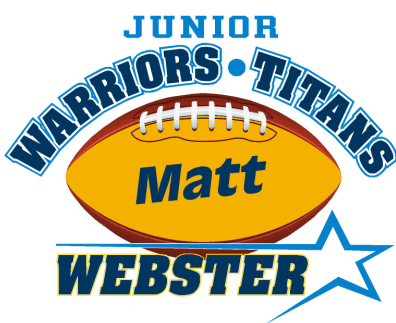 JUNIOR
WARRIORS • TITANS
Matt
WEBSTER